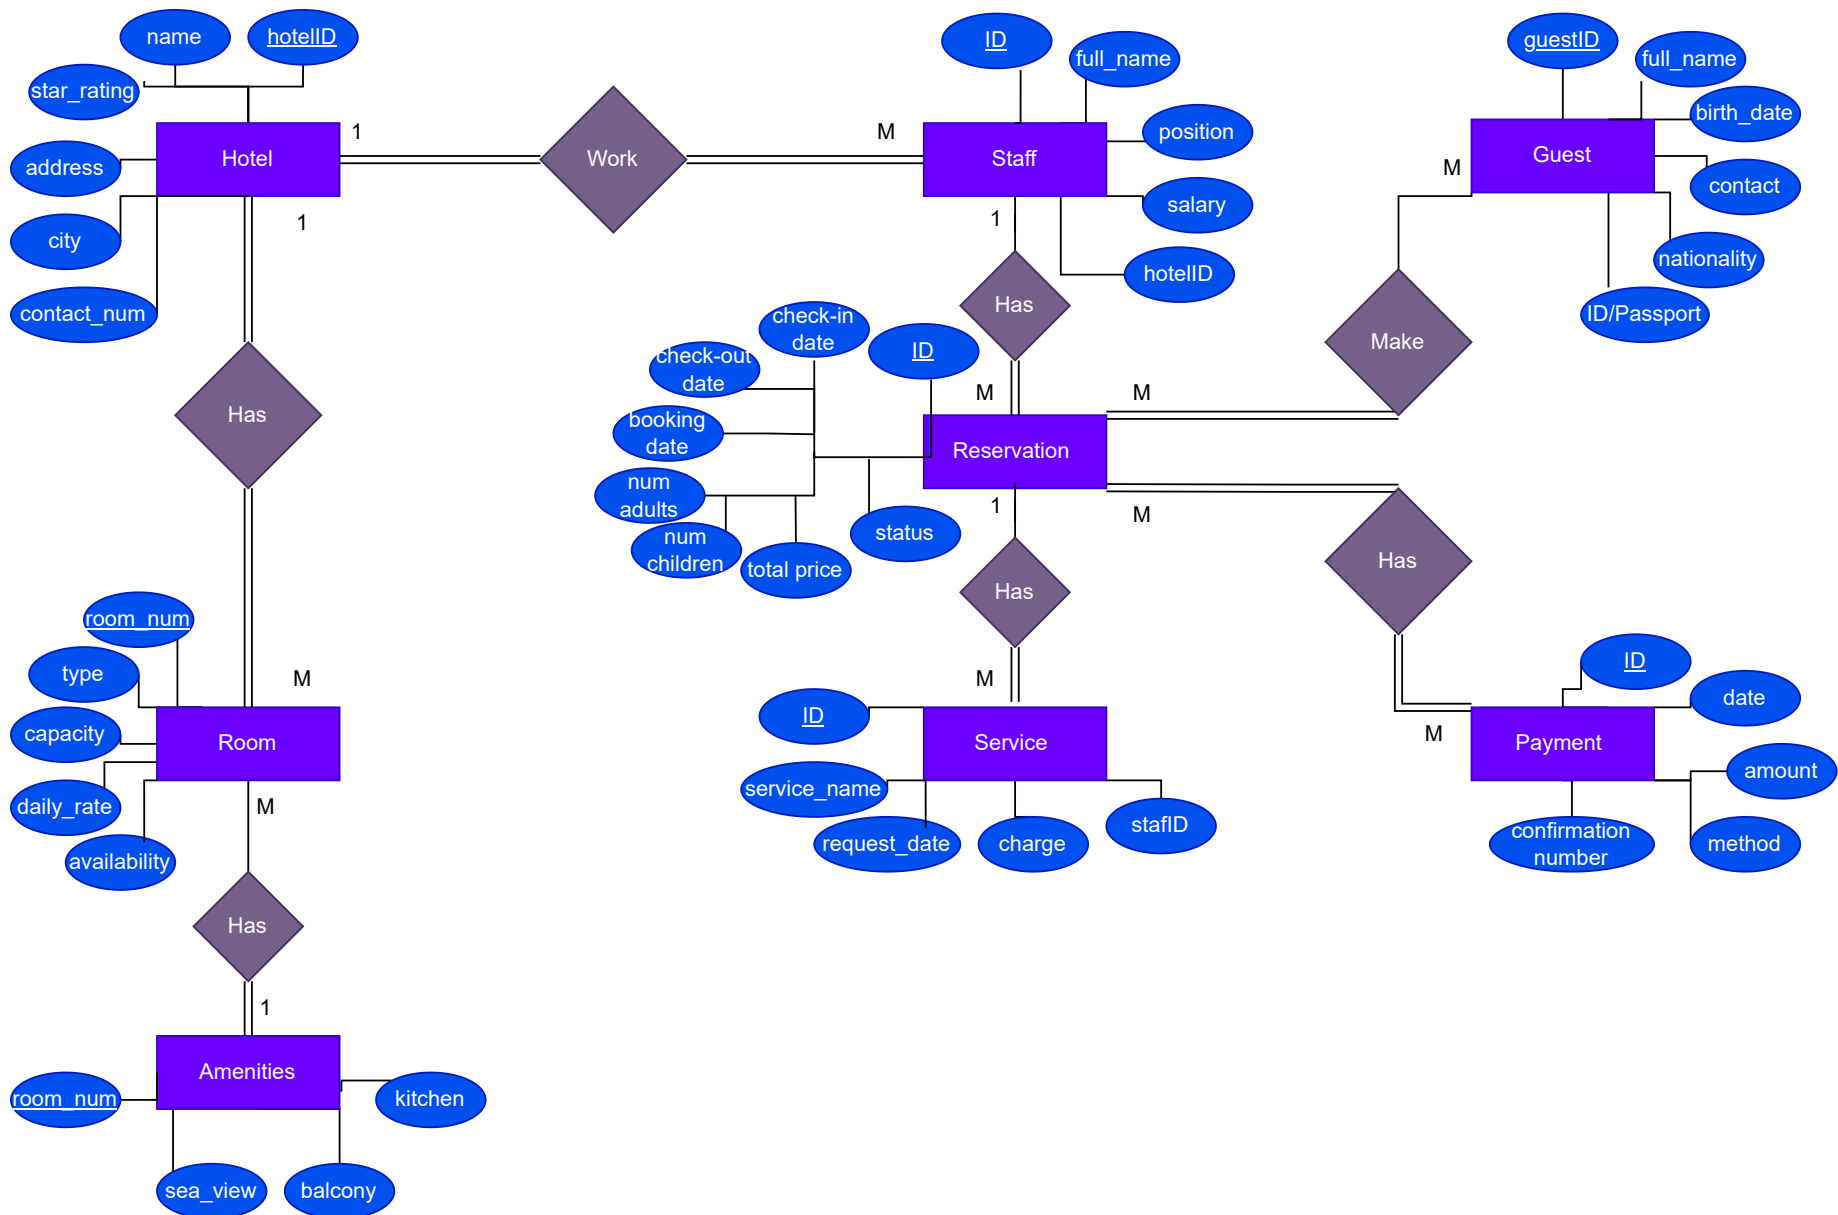 name
hotelID
star_rating
address
city
contact_num
Hotel
1
1
Work
M
ID
full_name
position
salary
hotelID
Staff
1
guestID
full_name
birth_date
contact
nationality
ID/Passport
Guest
M
Make
Has
M
M
check-in
date
check-out
date
ID
booking
date
num
adults
num
children
total price
status
Reservation
1
M
Has
Has
M
Has
M
room_num
type
capacity
daily_rate
availability
Room
M
ID
service_name
request_date
charge
stafID
Service
M
ID
date
amount
method
confirmation
number
Payment
Has
1
Amenities
room_num
sea_view
balcony
kitchen